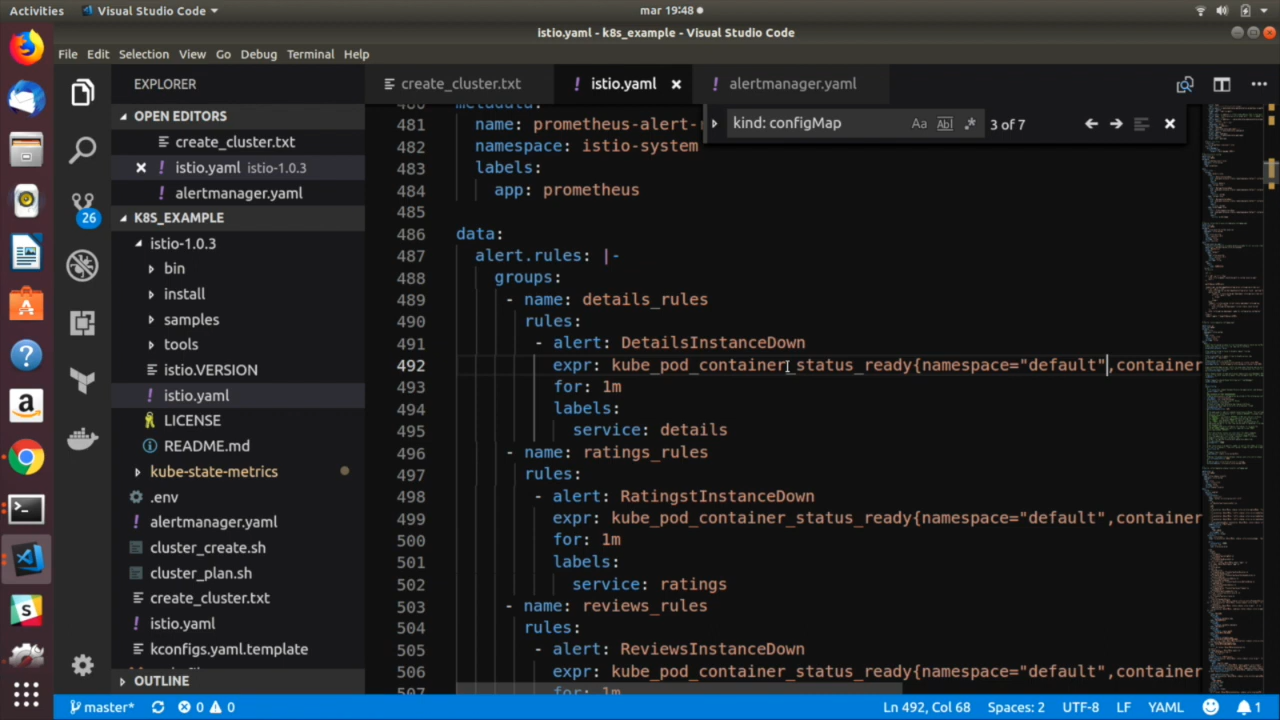 Activities
Visual Studio Code
mar 19:48
istio.yaml - k8s_example - Visual Studio Code
File Edit Selection View Go Debug Terminal Help
EXPLORER
OPEN EDITORS
create_cluster.txt
istio.yaml istio-1.0.3
alertmanager.yaml
K8S_EXAMPLE
istio-1.0.3
bin
install
samples
tools
istio.VERSION
istio.yaml
LICENSE
README.md
kube-state-metrics
.env
alertmanager.yaml
cluster_create.sh
cluster_plan.sh
create_cluster.txt
istio.yaml
kconfigs.yaml.template
OUTLINE
26
create_cluster.txt
istio.yaml
alertmanager.yaml
kind: configMap
Aa Abl .* 3 of 7
480 metadata:
481 name: prometheus-alert-
482 namespace: istio-system
483 labels:
484 app: prometheus
485
486 data:
487 alert.rules: |-
488 groups:
489 - name: details_rules
490 rules:
491 - alert: DetailsInstanceDown
492 expr: kube_pod_container_status_ready{namespace="default",container
493 for: 1m
494 labels:
495 service: details
496 - name: ratings_rules
497 rules:
498 - alert: RatingstInstanceDown
499 expr: kube_pod_container_status_ready{namespace="default",container
500 for: 1m
501 labels:
502 service: ratings
503 - name: reviews_rules
504 rules:
505 - alert: ReviewsInstanceDown
506 expr: kube_pod_container_status_ready{namespace="default",container
507 for: 1m
master*
0
0
Ln 492, Col 68
Spaces: 2
UTF-8
LF
YAML
1